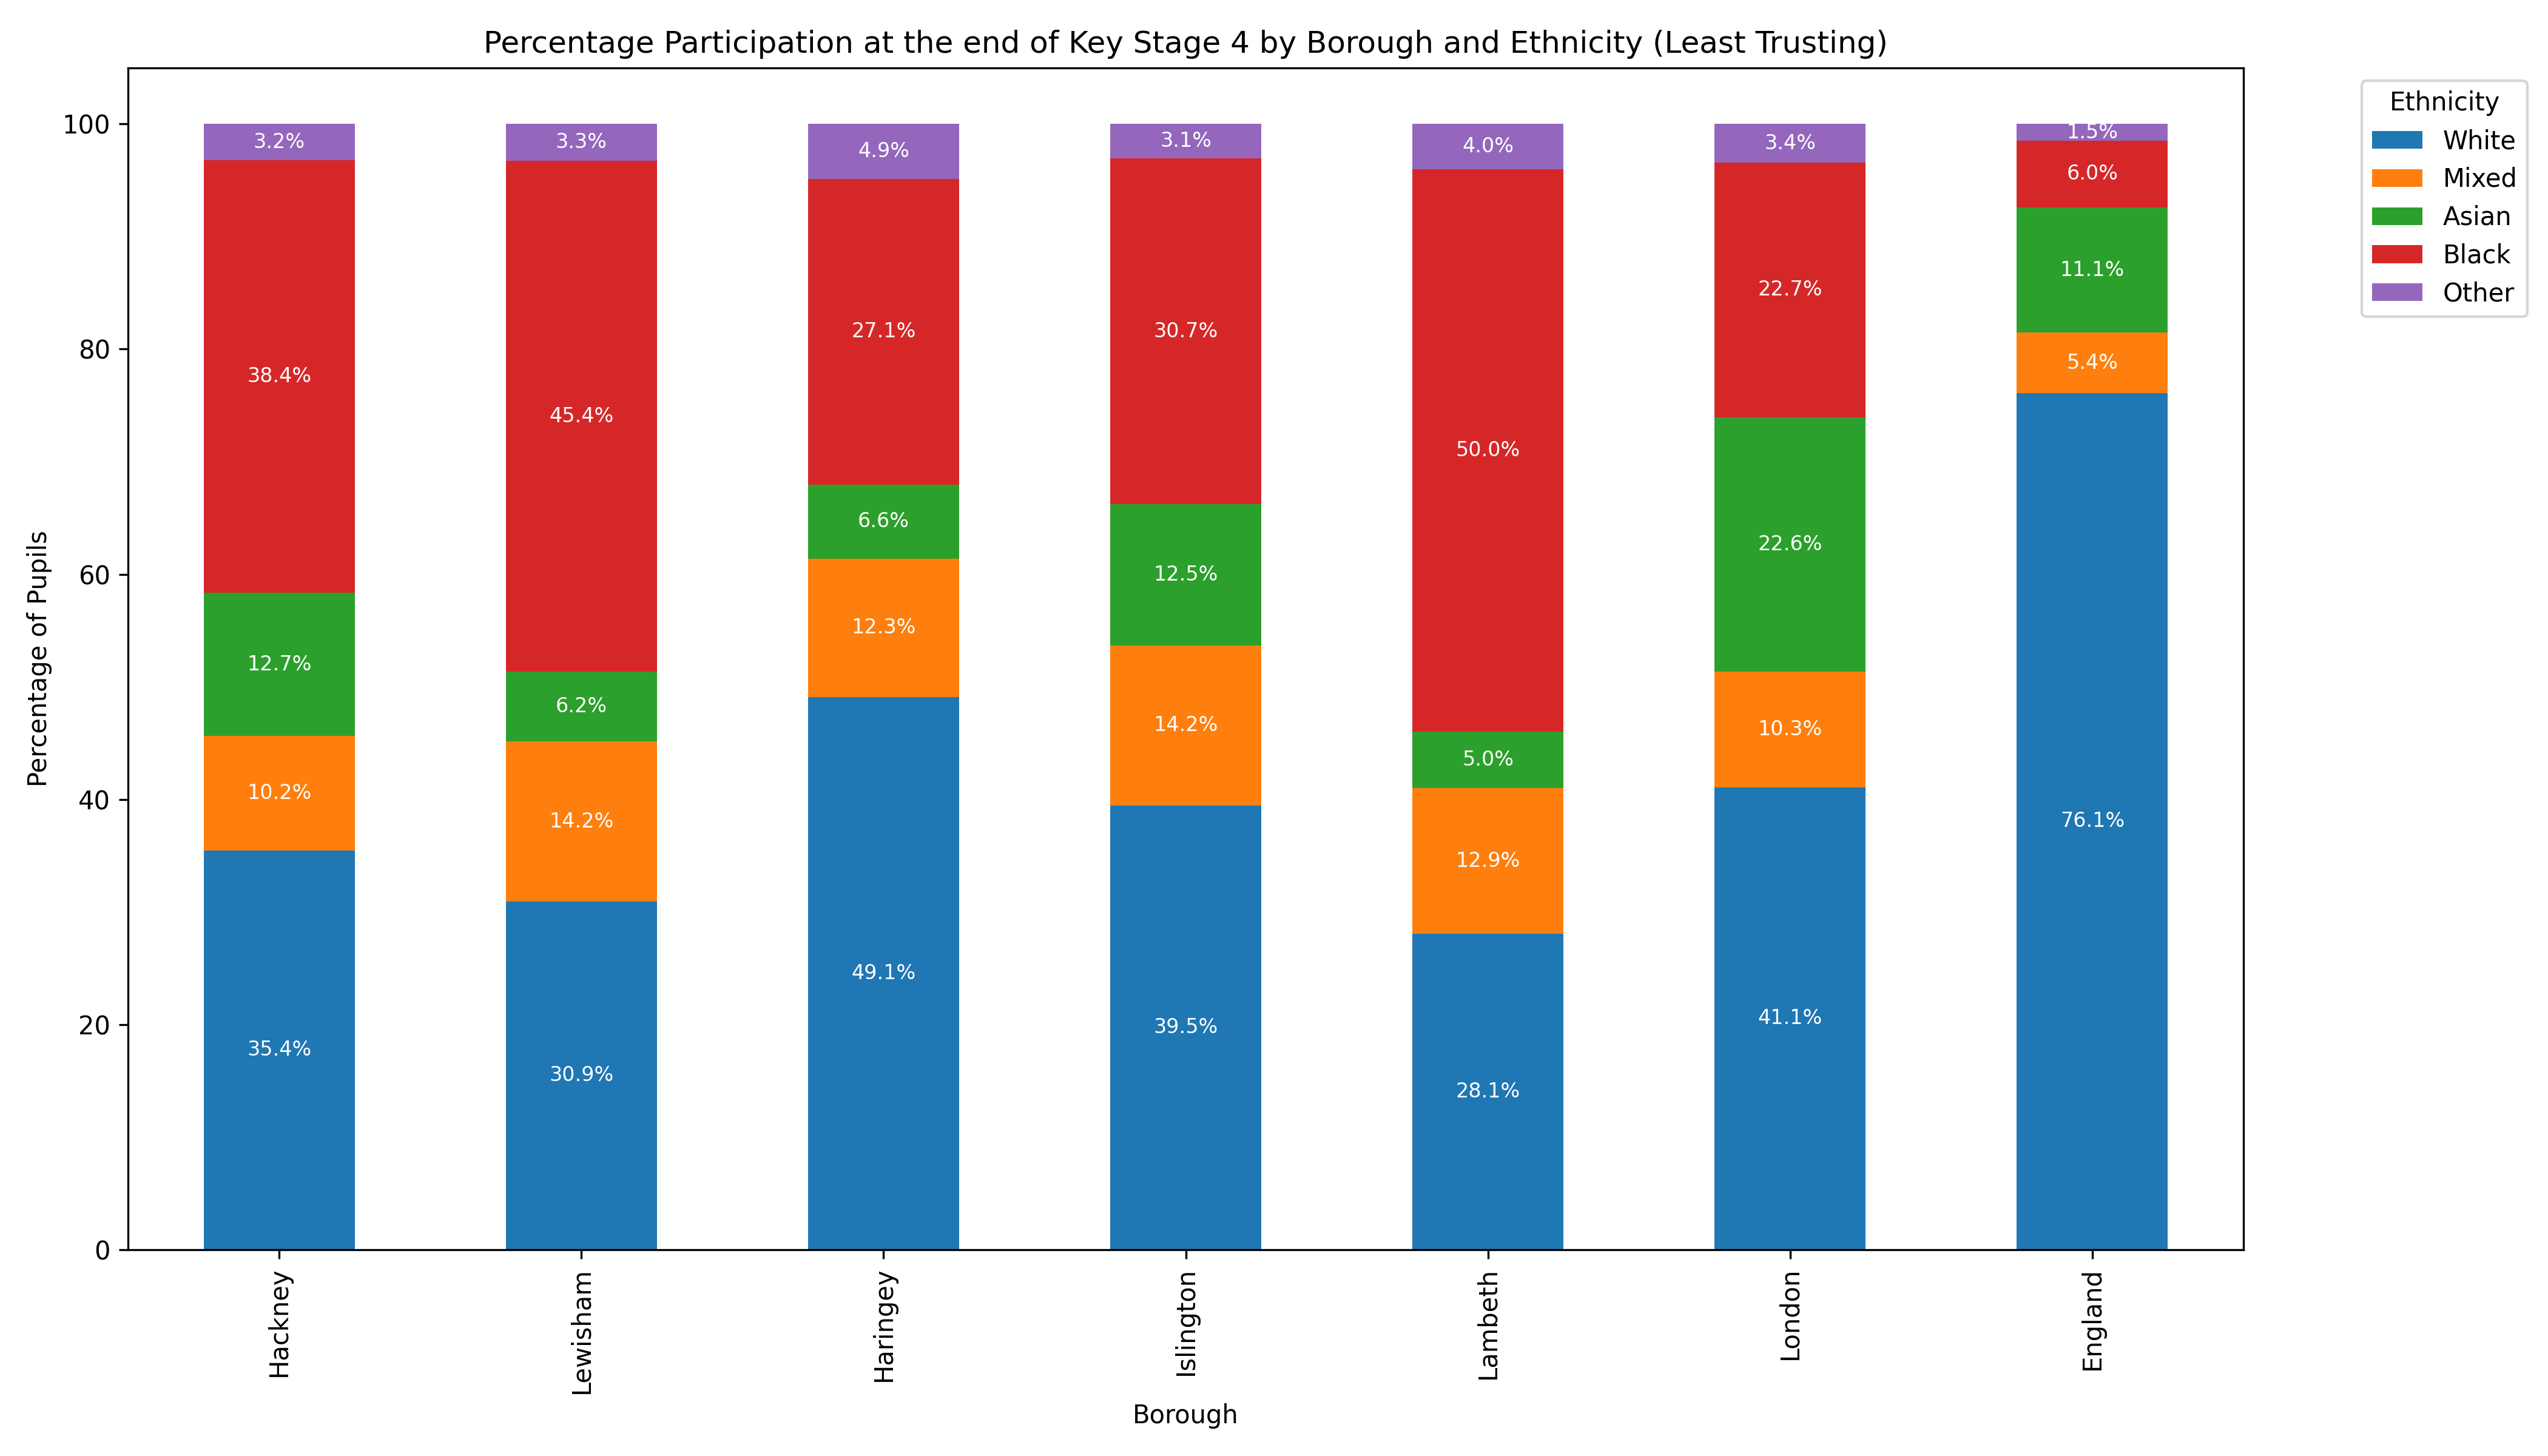 Percentage Participation at the end of Key Stage 4 by Borough and Ethnicity (Least Trusting)
Percentage of Pupils
100
80
60
40
20
0
3.2%
38.4%
12.7%
10.2%
35.4%
3.3%
45.4%
6.2%
14.2%
30.9%
4.9%
27.1%
6.6%
12.3%
49.1%
3.1%
30.7%
12.5%
14.2%
39.5%
4.0%
50.0%
5.0%
12.9%
28.1%
3.4%
22.7%
22.6%
10.3%
41.1%
1.5%
6.0%
11.1%
5.4%
76.1%
Hackney
Lewisham
Haringey
Islington
Lambeth
London
England
Borough
Ethnicity
White
Mixed
Asian
Black
Other